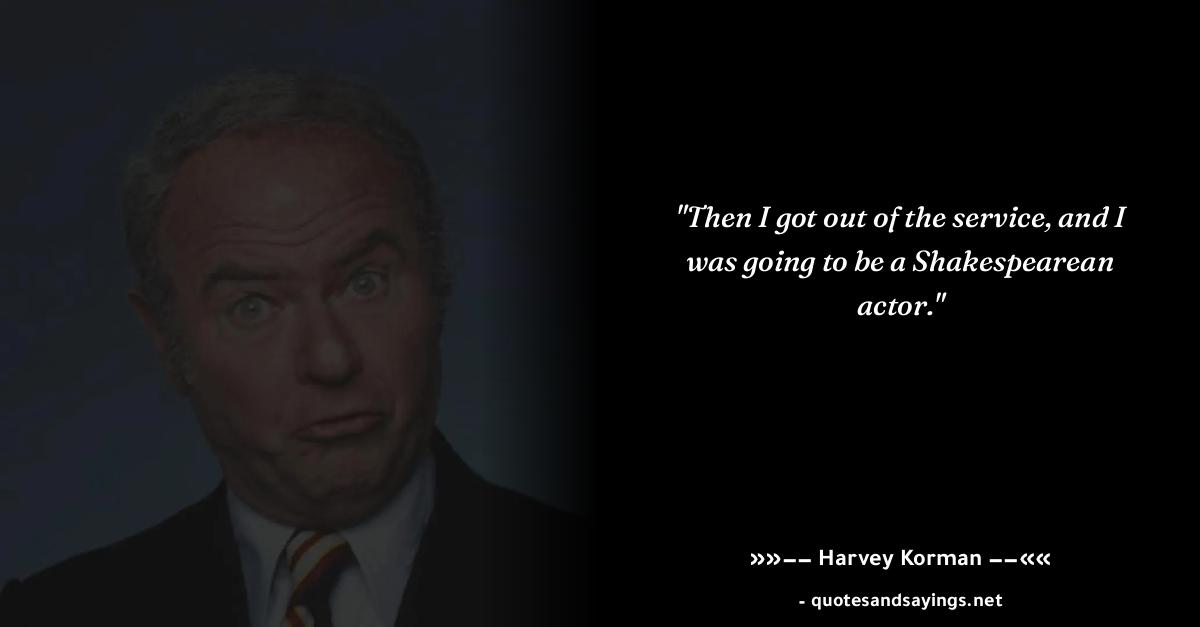 "Then I got out of the service, and I
was going to be a Shakespearean
actor."
»»−− Harvey Korman −−««
- quotesandsayings.net